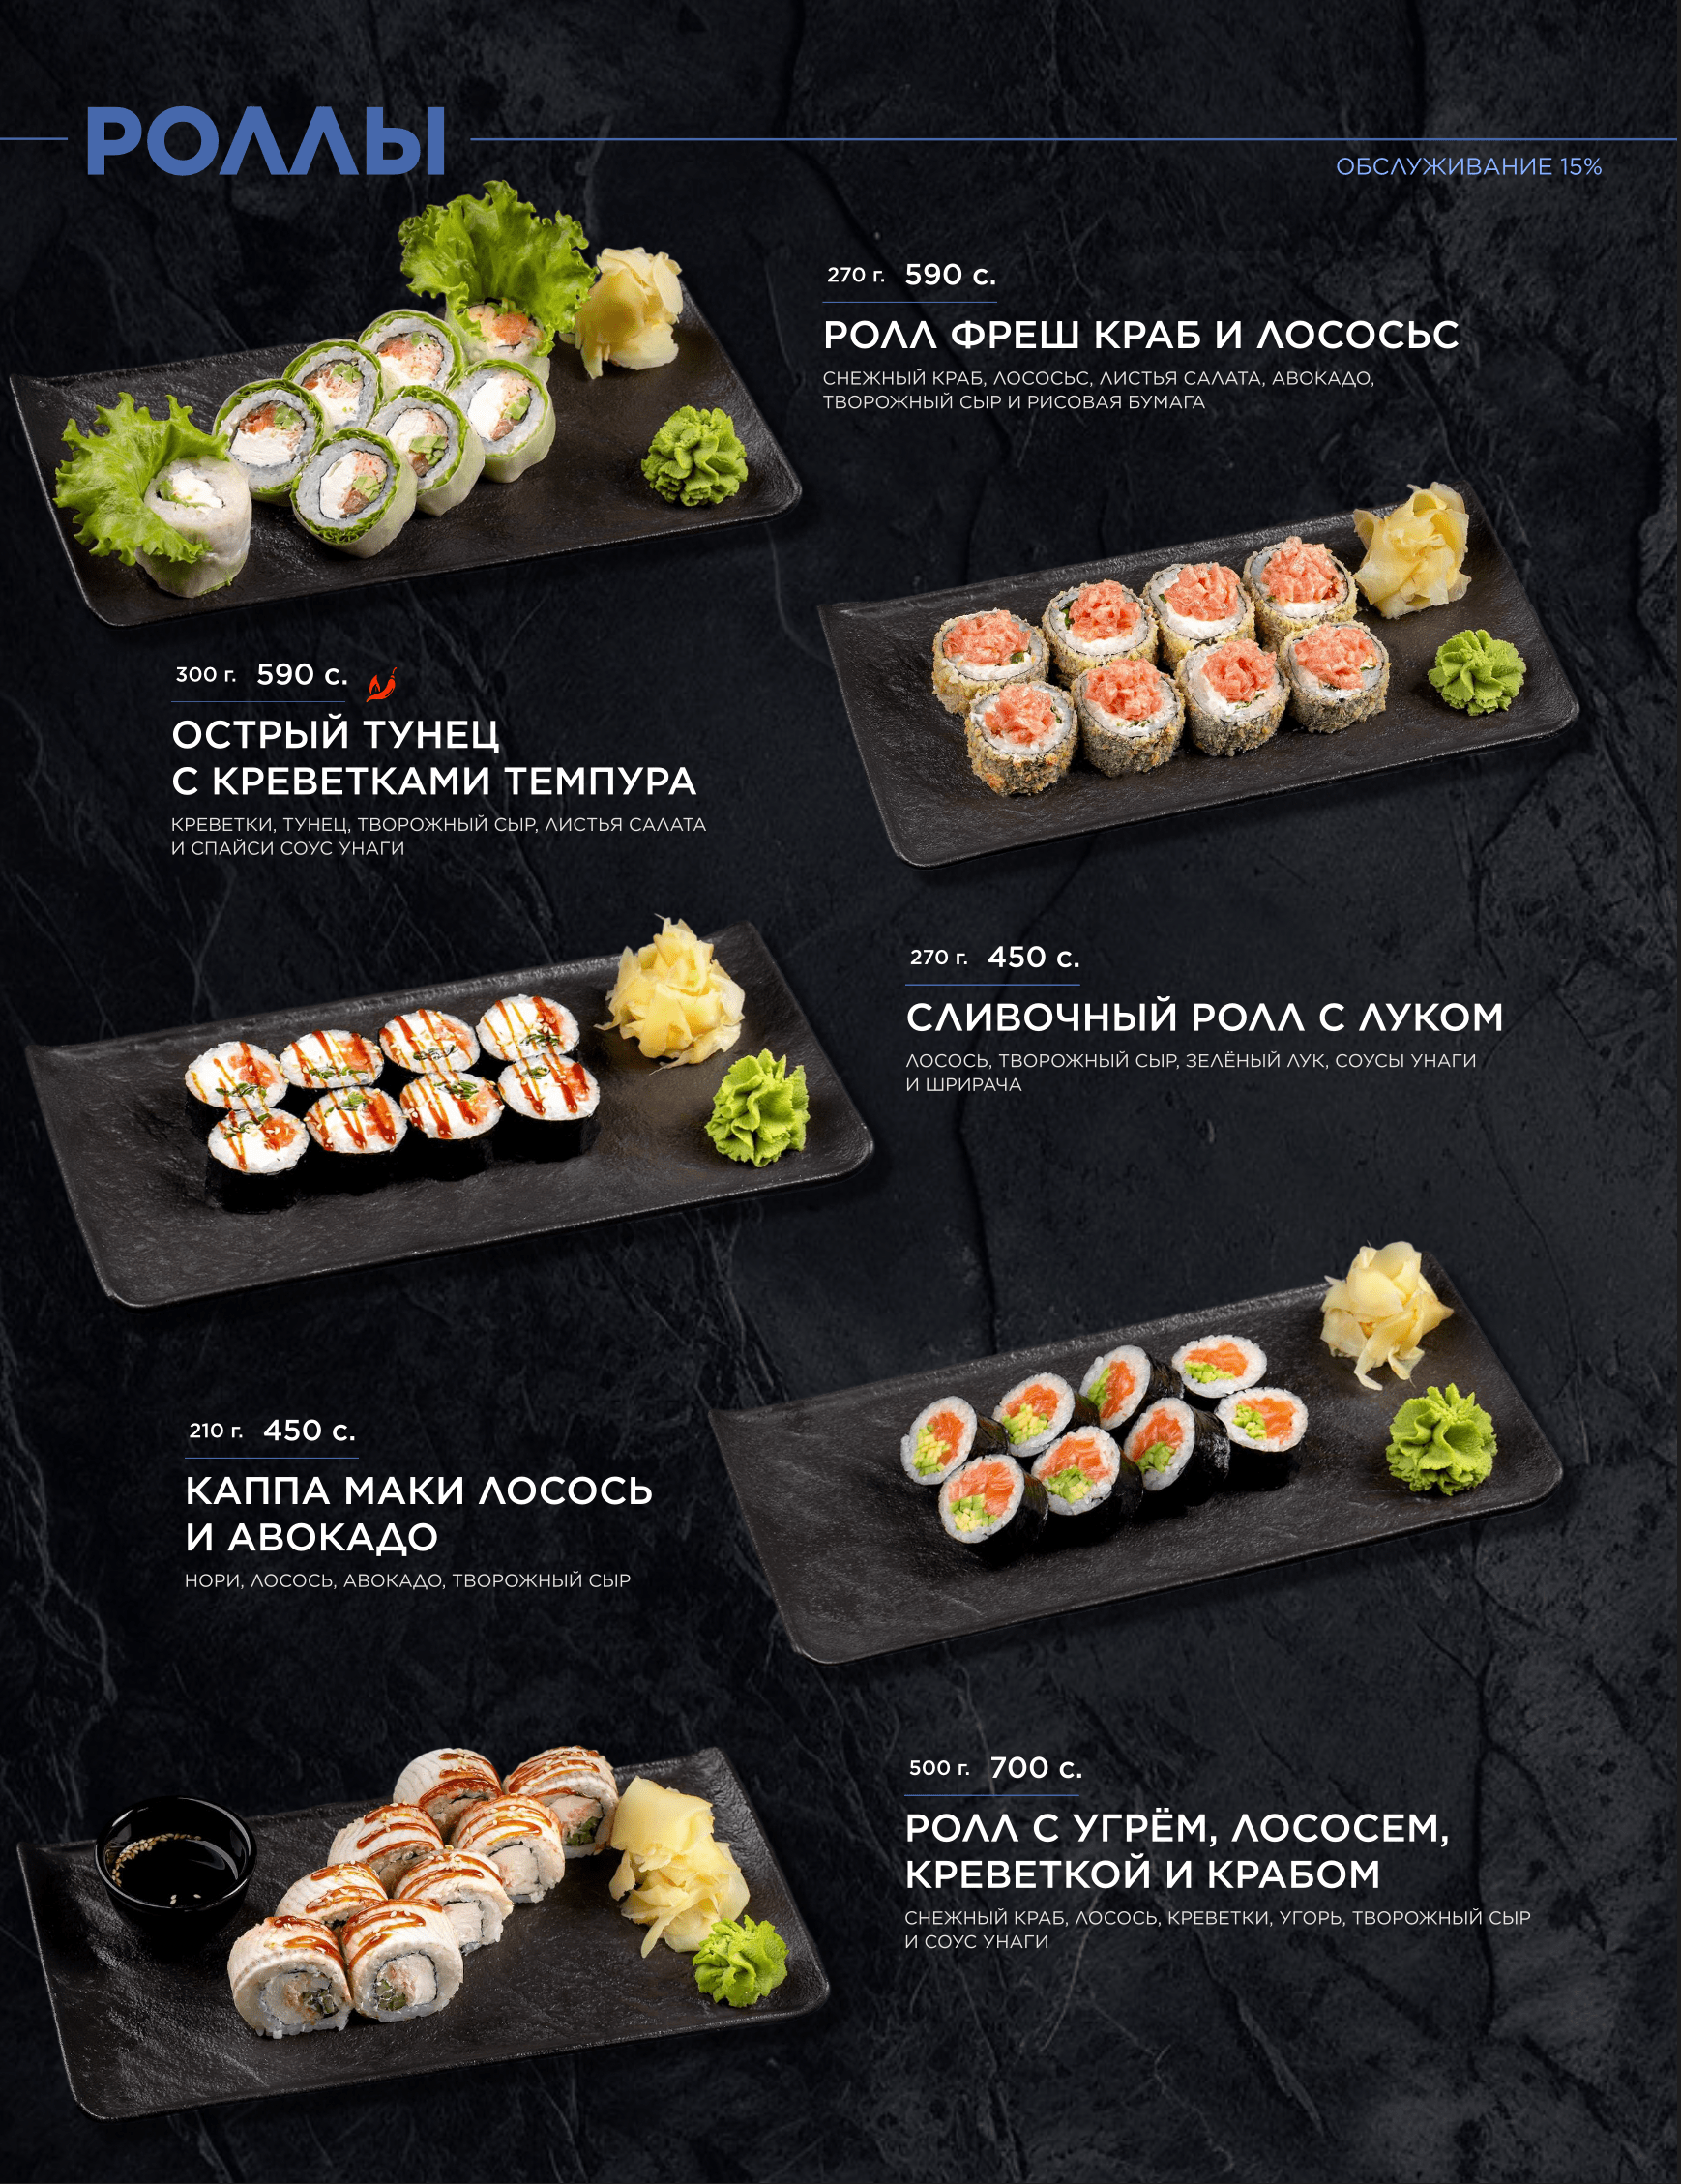 РОЛЛЫ
ОБСЛУЖИВАНИЕ 15%
270 г. 590 с.
РОЛЛ ФРЕШ КРАБ И ЛОСОСЬС
СНЕЖНЫЙ КРАБ, ЛОСОСЬС, ЛИСТЬЯ САЛАТА, АВОКАДО,
ТВОРОЖНЫЙ СЫР И РИСОВАЯ БУМАГА
300 г. 590 с.
ОСТРЫЙ ТУНЕЦ
С КРЕВЕТКАМИ ТЕМПУРА
КРЕВЕТКИ, ТУНЕЦ, ТВОРОЖНЫЙ СЫР, ЛИСТЬЯ САЛАТА
И СПАЙСИ СОУС УНАГИ
270 г. 450 с.
СЛИВОЧНЫЙ РОЛЛ С ЛУКОМ
ЛОСОСЬ, ТВОРОЖНЫЙ СЫР, ЗЕЛЁНЫЙ ЛУК, СОУСЫ УНАГИ
И ШРИРАЧА
210 г. 450 с.
КАППА МАКИ ЛОСОСЬ
И АВОКАДО
НОРИ, ЛОСОСЬ, АВОКАДО, ТВОРОЖНЫЙ СЫР
500 г. 700 с.
РОЛЛ С УГРЁМ, ЛОСОСЕМ,
КРЕВЕТКОЙ И КРАБОМ
СНЕЖНЫЙ КРАБ, ЛОСОСЬ, КРЕВЕТКИ, УГОРЬ, ТВОРОЖНЫЙ СЫР
И СОУС УНАГИ